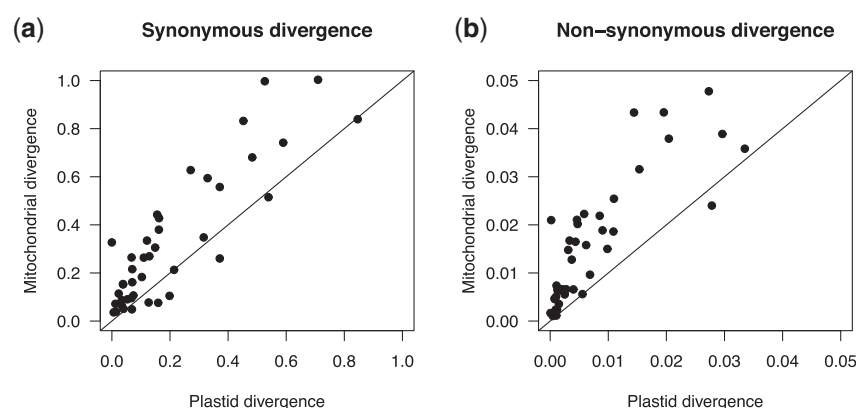 (a) Synonymous divergence
Mitochondrial divergence
1.0
0.8
0.6
0.4
0.2
0.0
0.0 0.2 0.4 0.6 0.8 1.0
Plastid divergence
(b) Non–synonymous divergence
Mitochondrial divergence
0.05
0.04
0.03
0.02
0.01
0.00
0.00 0.01 0.02 0.03 0.04 0.05
Plastid divergence